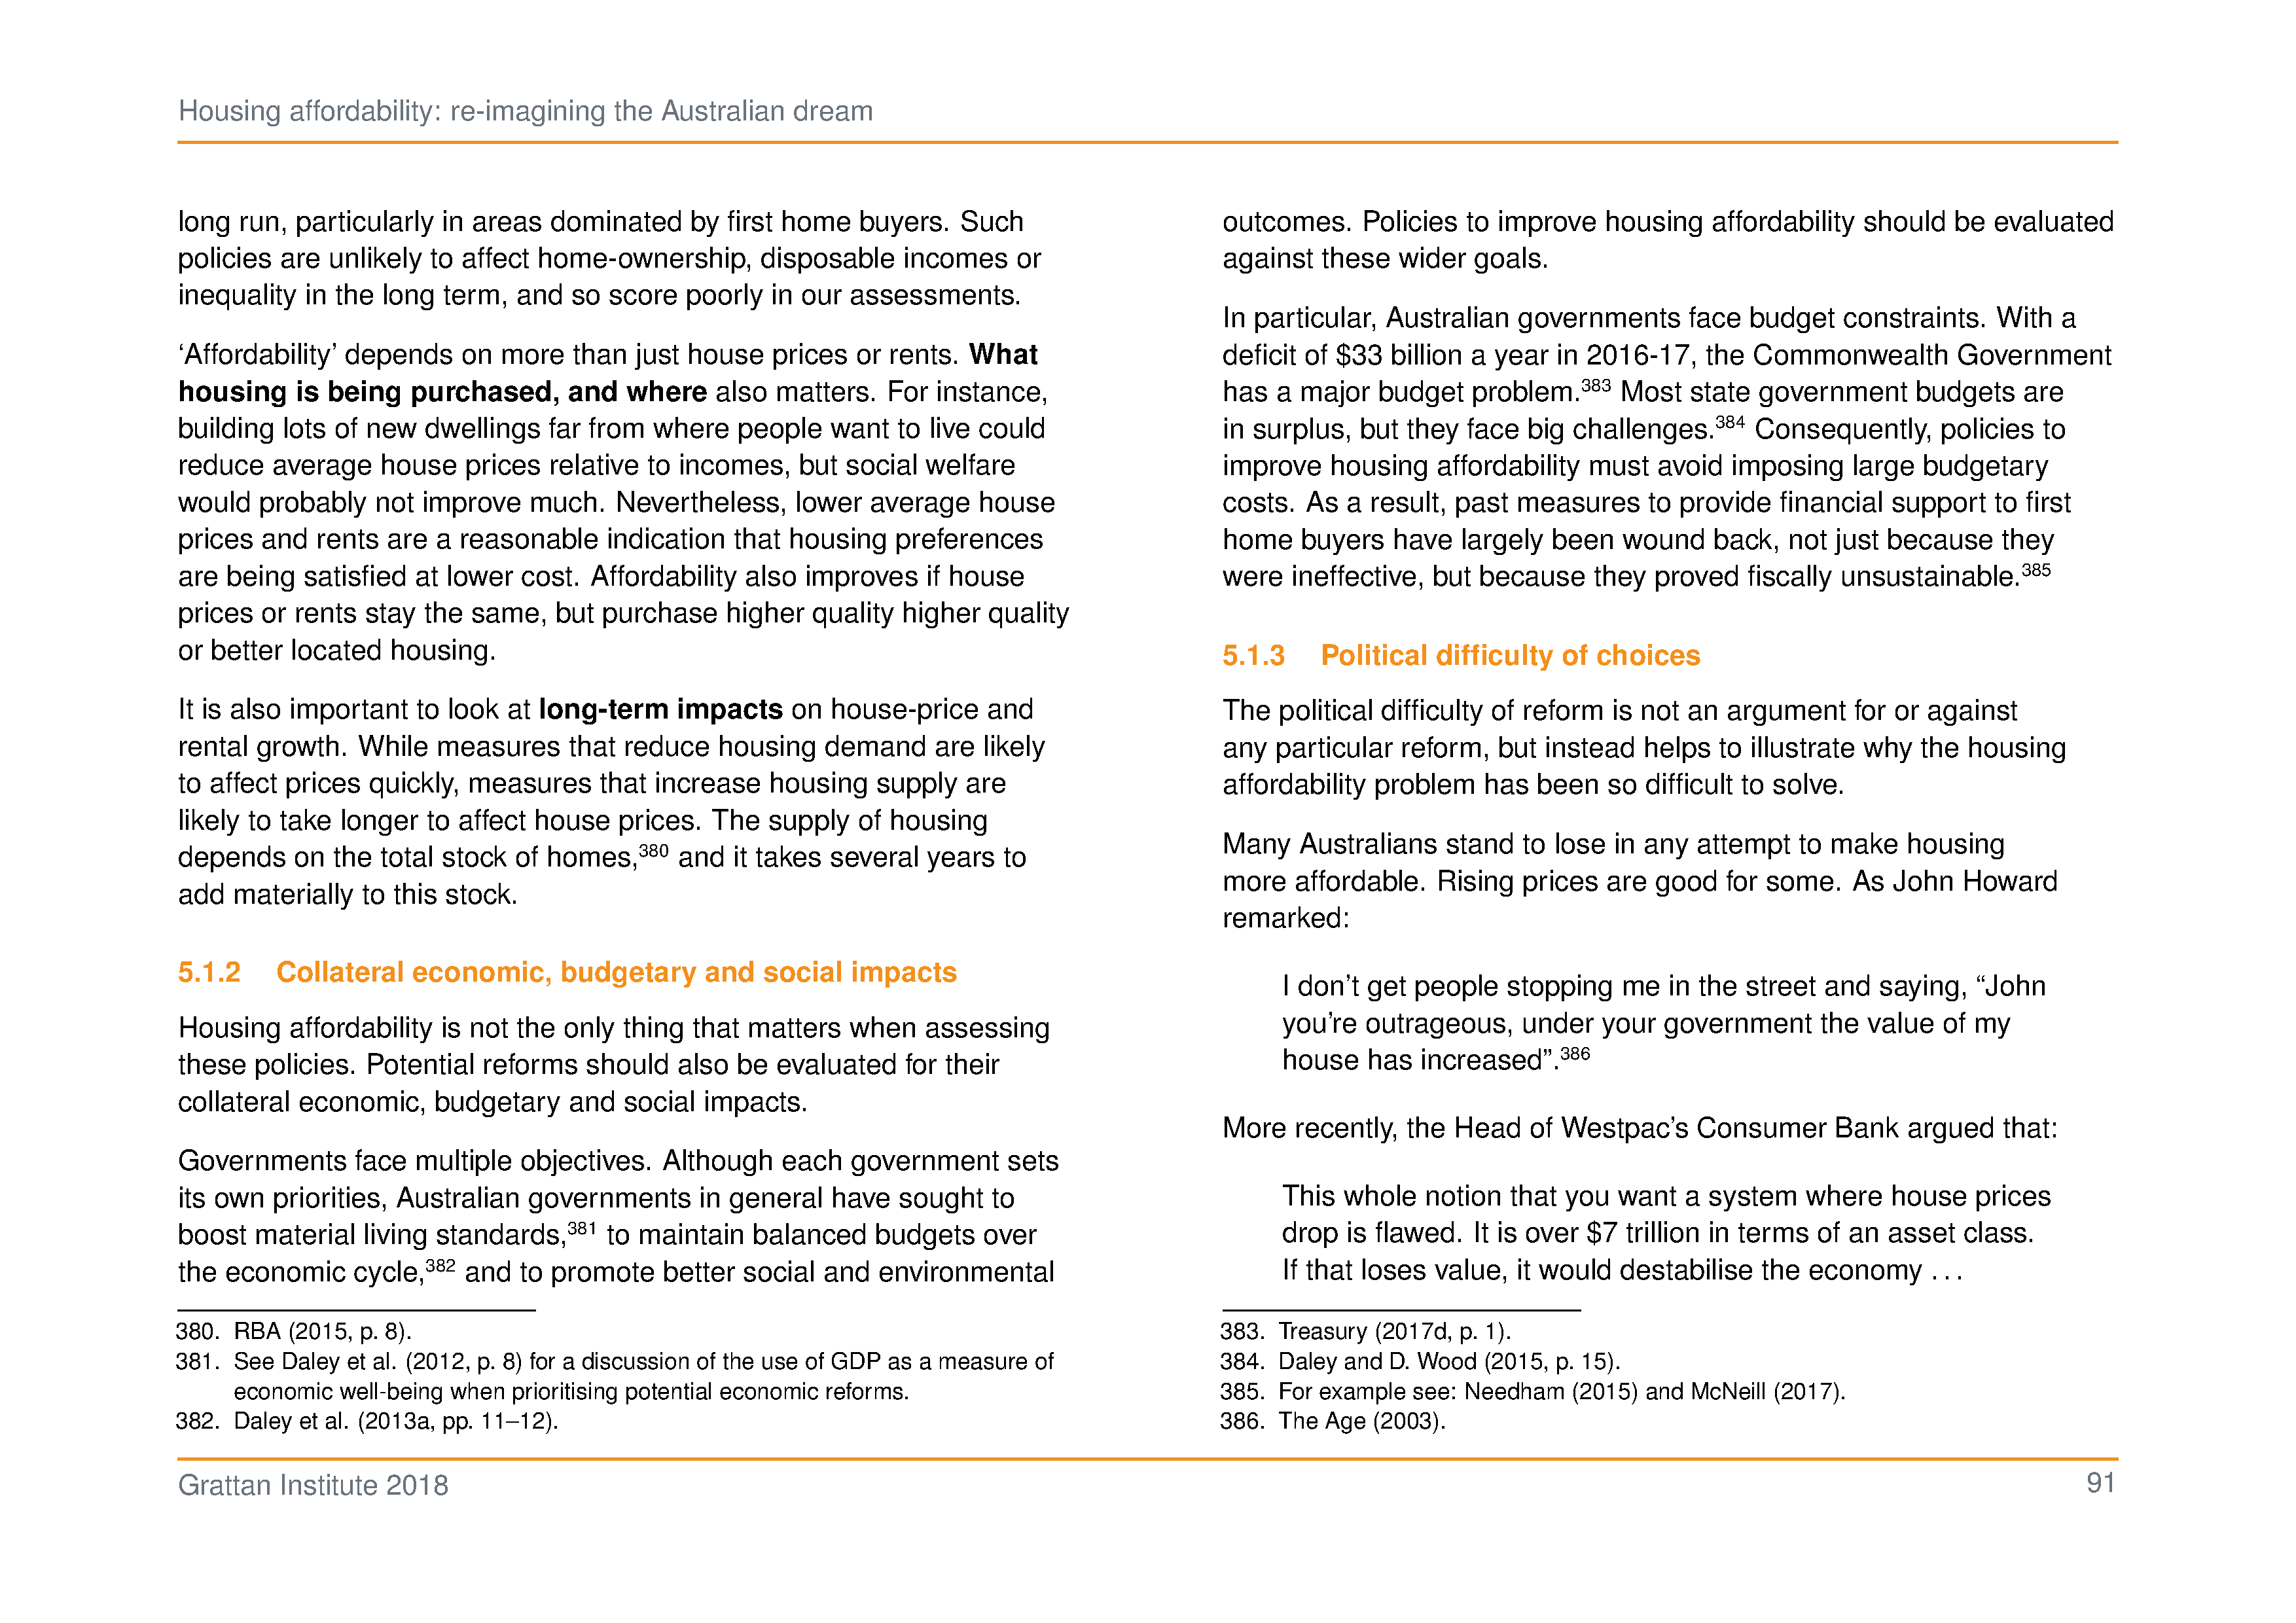 Housing affordability: re-imagining the Australian dream
long run, particularly in areas dominated by first home buyers. Such
policies are unlikely to affect home-ownership, disposable incomes or
inequality in the long term, and so score poorly in our assessments.
‘Affordability’ depends on more than just house prices or rents. What
housing is being purchased, and where also matters. For instance,
building lots of new dwellings far from where people want to live could
reduce average house prices relative to incomes, but social welfare
would probably not improve much. Nevertheless, lower average house
prices and rents are a reasonable indication that housing preferences
are being satisfied at lower cost. Affordability also improves if house
prices or rents stay the same, but purchase higher quality higher quality
or better located housing.
It is also important to look at long-term impacts on house-price and
rental growth. While measures that reduce housing demand are likely
to affect prices quickly, measures that increase housing supply are
likely to take longer to affect house prices. The supply of housing
depends on the total stock of homes,380 and it takes several years to
add materially to this stock.
5.1.2 Collateral economic, budgetary and social impacts
Housing affordability is not the only thing that matters when assessing
these policies. Potential reforms should also be evaluated for their
collateral economic, budgetary and social impacts.
Governments face multiple objectives. Although each government sets
its own priorities, Australian governments in general have sought to
boost material living standards,381 to maintain balanced budgets over
the economic cycle,382 and to promote better social and environmental
380. RBA (2015, p. 8).
381. See Daley et al. (2012, p. 8) for a discussion of the use of GDP as a measure of
economic well-being when prioritising potential economic reforms.
382. Daley et al. (2013a, pp. 11–12).
outcomes. Policies to improve housing affordability should be evaluated
against these wider goals.
In particular, Australian governments face budget constraints. With a
deficit of $33 billion a year in 2016-17, the Commonwealth Government
has a major budget problem.383 Most state government budgets are
in surplus, but they face big challenges.384 Consequently, policies to
improve housing affordability must avoid imposing large budgetary
costs. As a result, past measures to provide financial support to first
home buyers have largely been wound back, not just because they
were ineffective, but because they proved fiscally unsustainable.385
5.1.3 Political difficulty of choices
The political difficulty of reform is not an argument for or against
any particular reform, but instead helps to illustrate why the housing
affordability problem has been so difficult to solve.
Many Australians stand to lose in any attempt to make housing
more affordable. Rising prices are good for some. As John Howard
remarked:
I don’t get people stopping me in the street and saying, “John
you’re outrageous, under your government the value of my
house has increased”.386
More recently, the Head of Westpac’s Consumer Bank argued that:
This whole notion that you want a system where house prices
drop is flawed. It is over $7 trillion in terms of an asset class.
If that loses value, it would destabilise the economy . . .
383. Treasury (2017d, p. 1).
384. Daley and D. Wood (2015, p. 15).
385. For example see: Needham (2015) and McNeill (2017).
386. The Age (2003).
Grattan Institute 2018
91